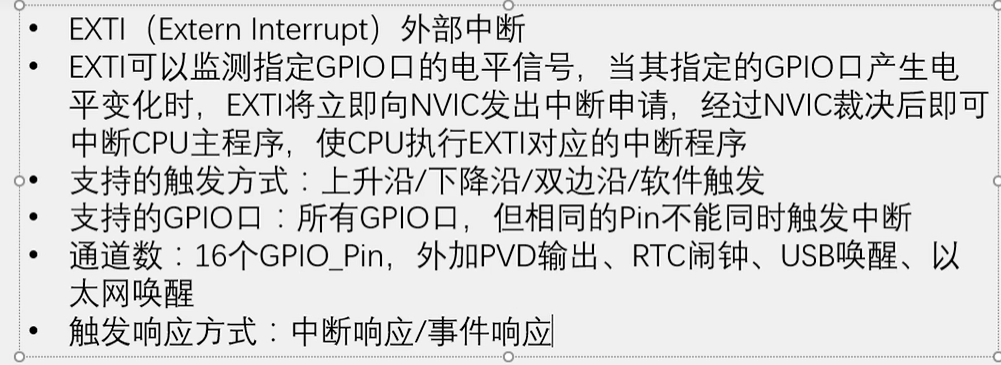 • EXTI（Extern Interrupt）外部中断
• EXTI可以监测指定GPIO口的电平信号，当其指定的GPIO口产生电
平变化时，EXTI将立即向NVIC发出中断申请，经过NVIC裁决后即可
中断CPU主程序，使CPU执行EXTI对应的中断程序
• 支持的触发方式：上升沿/下降沿/双边沿/软件触发
• 支持的GPIO口：所有GPIO口，但相同的Pin不能同时触发中断
• 通道数：16个GPIO_Pin，外加PVD输出、RTC闹钟、USB唤醒、以
太网唤醒
• 触发响应方式：中断响应/事件响应